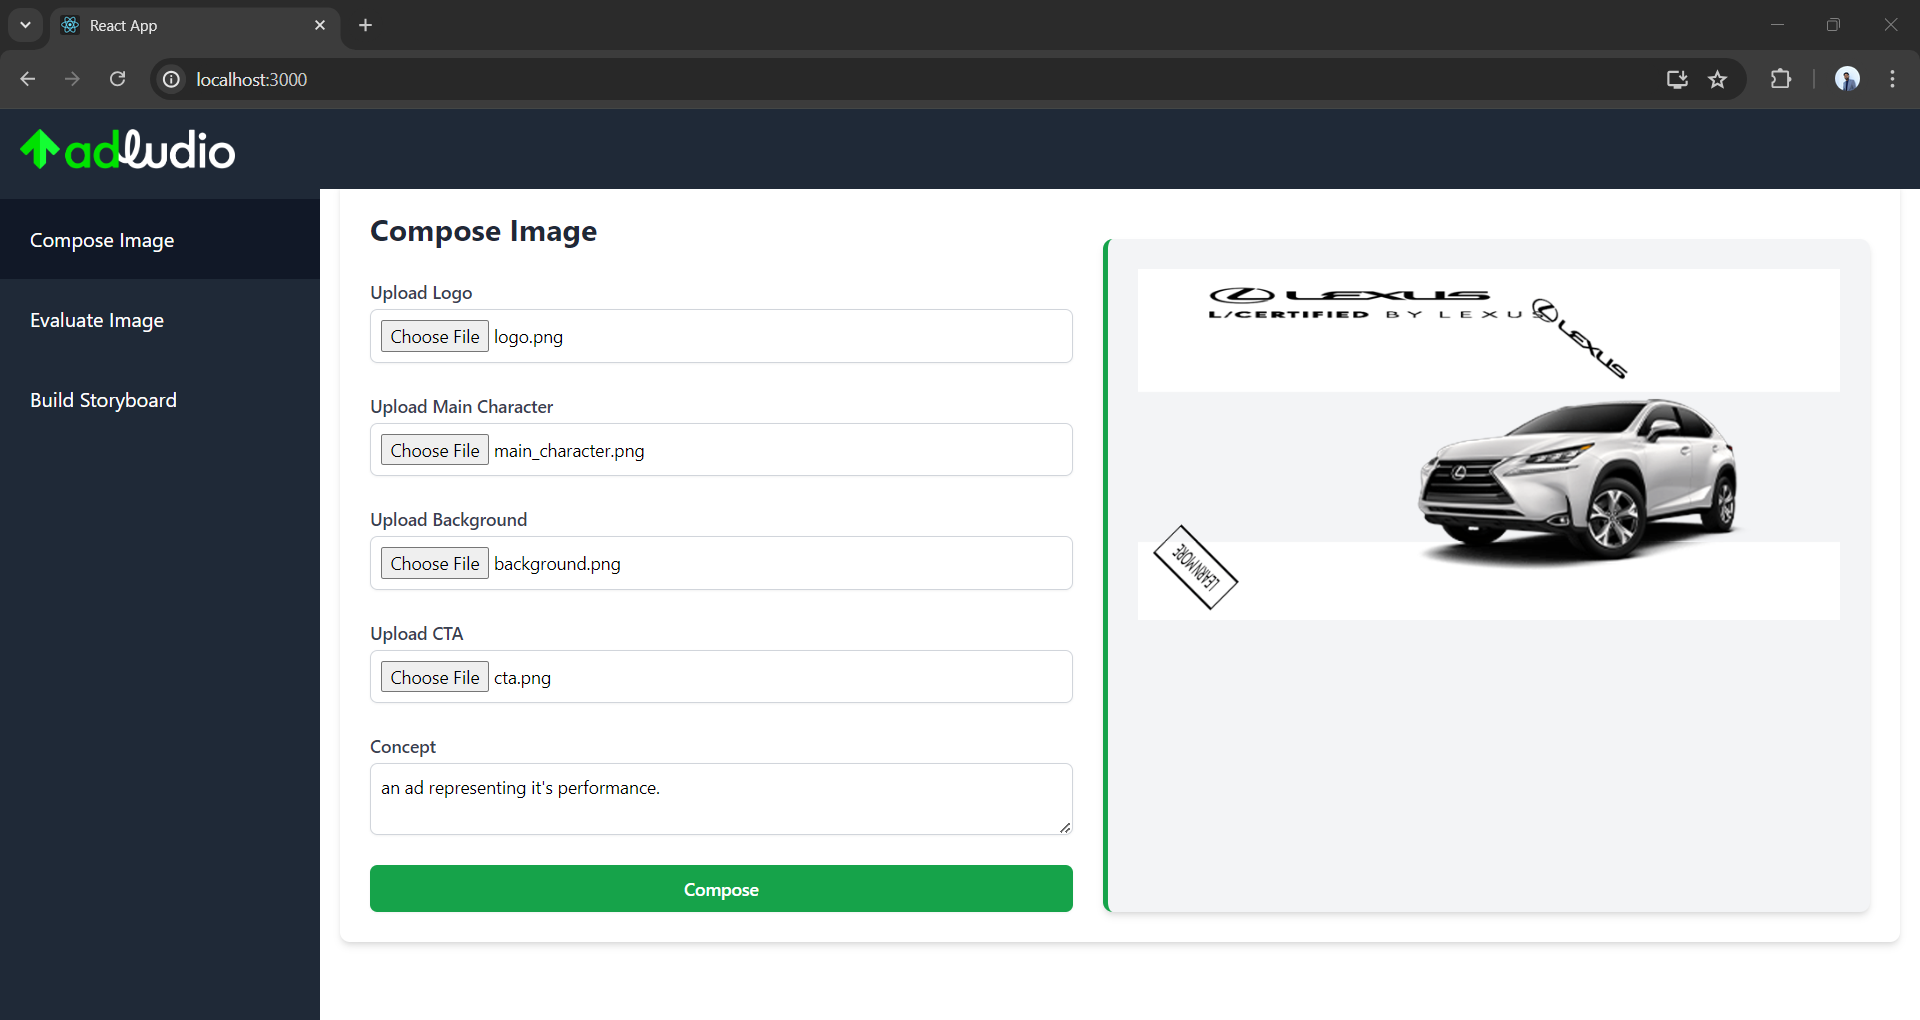 React App
localhost:3000
adludio
Compose Image
Evaluate Image
Build Storyboard
Compose Image
Upload Logo
Choose File logo.png
Upload Main Character
Choose File main_character.png
Upload Background
Choose File background.png
Upload CTA
Choose File cta.png
Concept
an ad representing it's performance.
Compose
LEXUS
L/CERTIFIED BY LEXUS
LEXUS
LEARN MORE